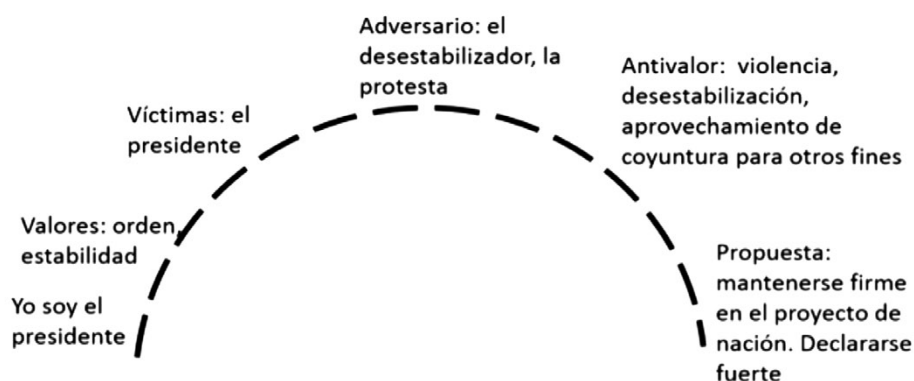 Adversario: el
desestabilizador, la
protesta
Antivalor: violencia,
desestabilización,
aprovechamiento de
coyuntura para otros fines
Víctimas: el
presidente
Valores: orden,
estabilidad
Propuesta:
mantenerse firme
en el proyecto de
nación. Declararse
fuerte
Yo soy el
presidente